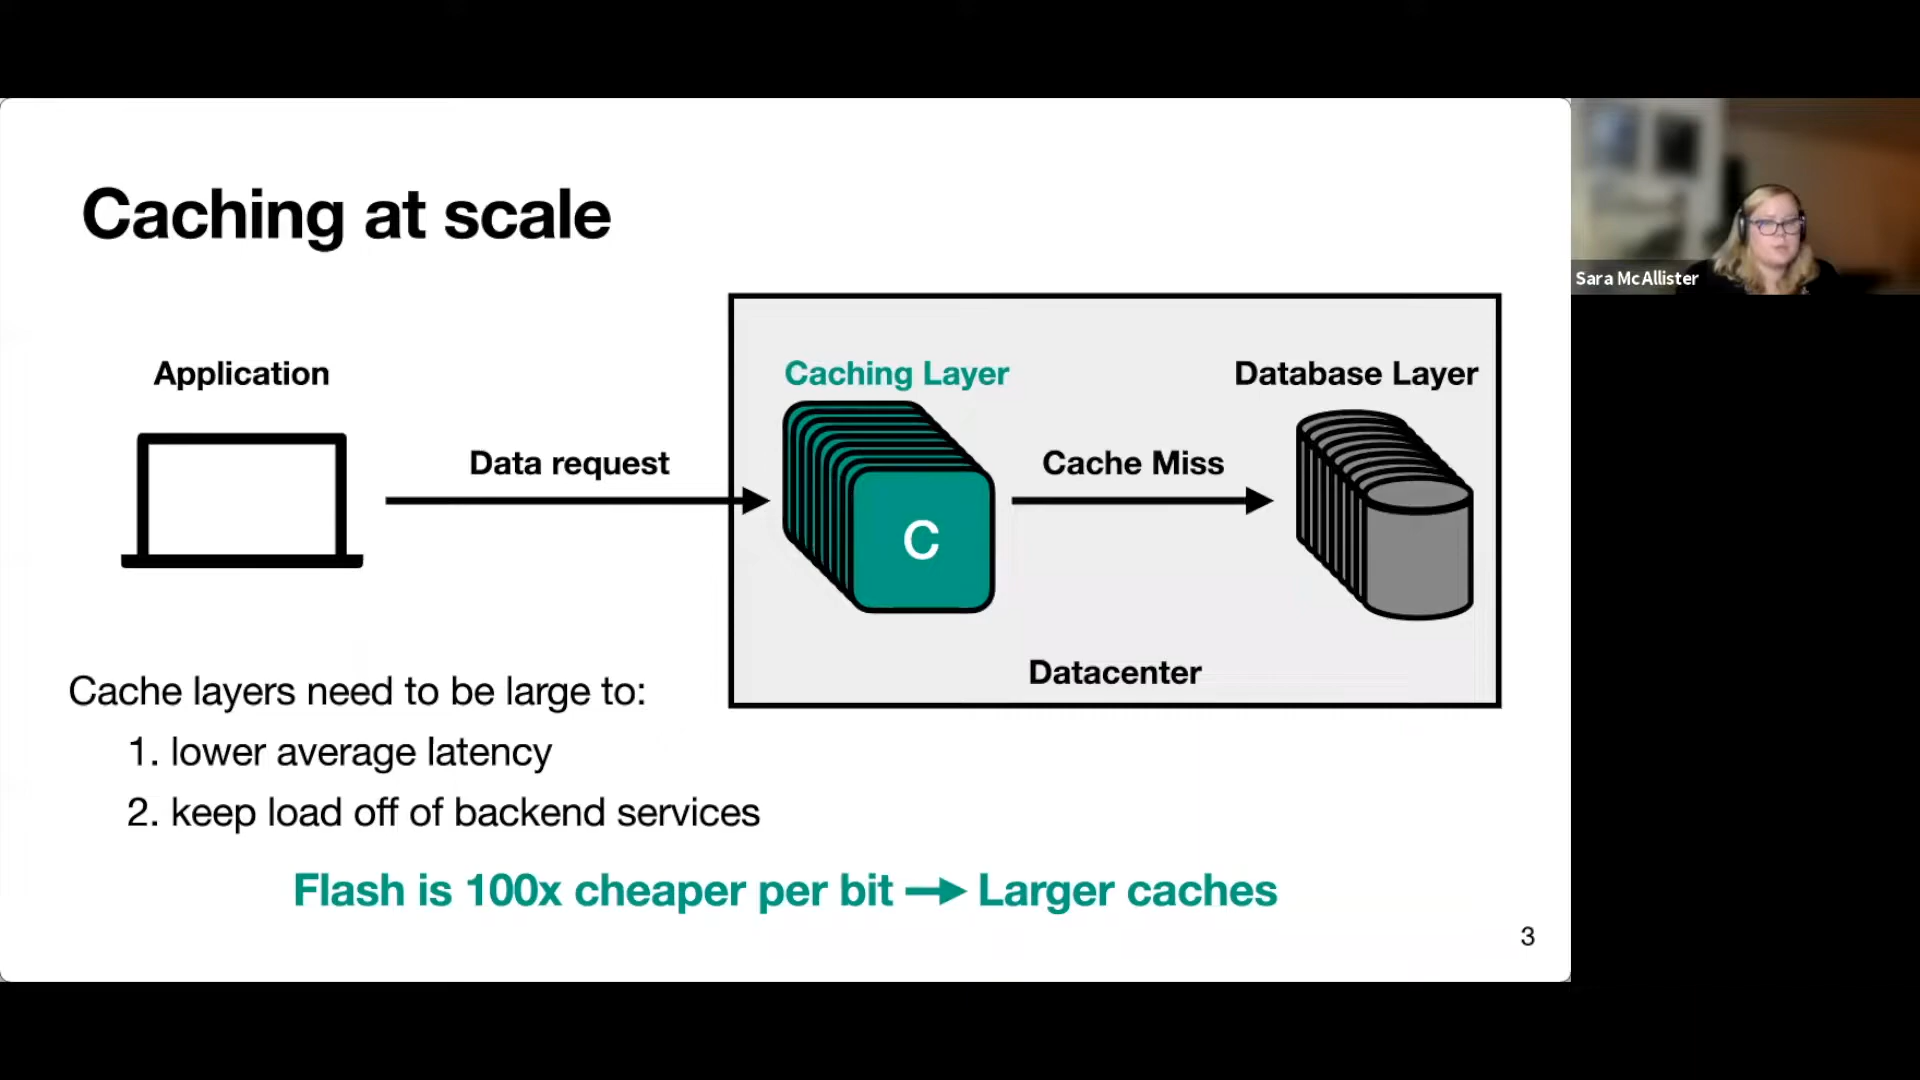 Caching at scale
Sara McAllister
Application
Caching Layer
Database Layer
Data request
Cache Miss
C
Datacenter
Cache layers need to be large to:
1. lower average latency
2. keep load off of backend services
Flash is 100x cheaper per bit → Larger caches
3